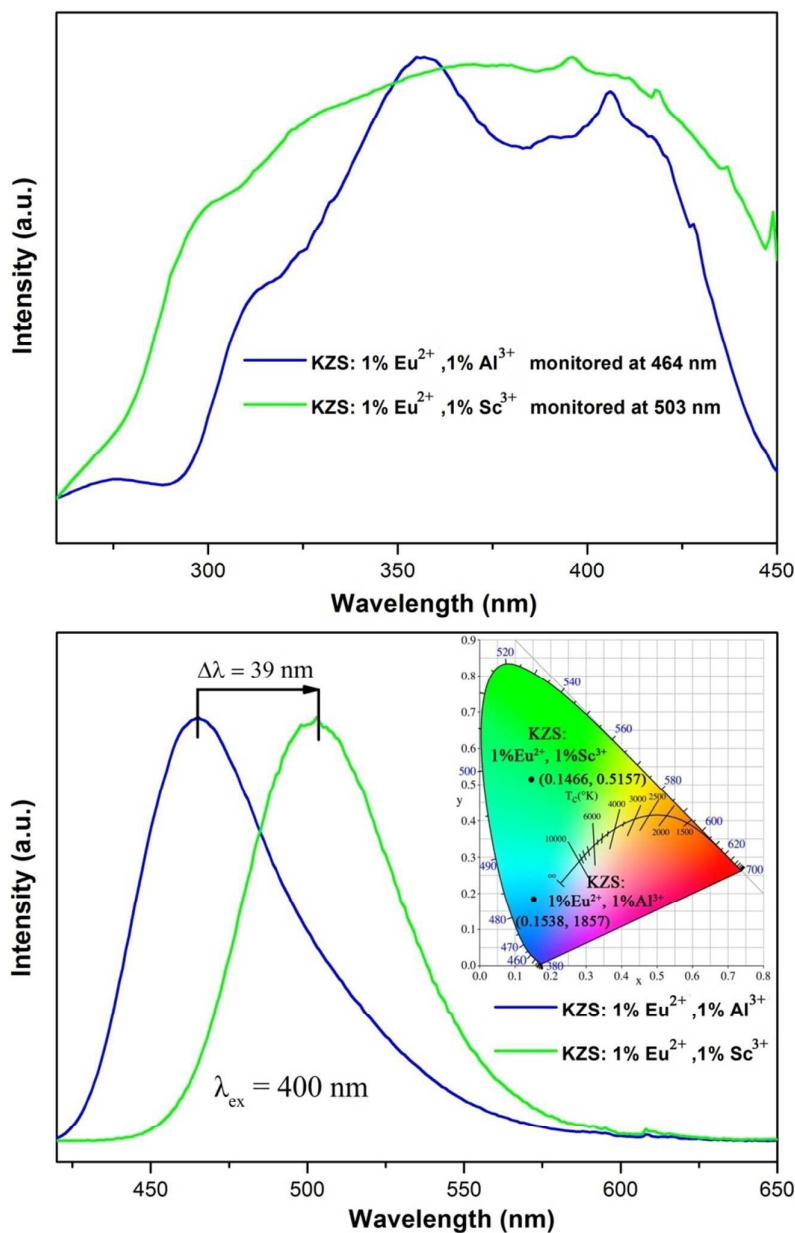 Intensity (a.u.)
KZS: 1% Eu²⁺ ,1% Al³⁺ monitored at 464 nm
KZS: 1% Eu²⁺ ,1% Sc³⁺ monitored at 503 nm
300 350 400 450
Wavelength (nm)
Intensity (a.u.)
Δλ = 39 nm
λex = 400 nm
0.9
0.8
0.7
0.6
0.5
y
0.4
0.3
0.2
0.1
0.0
520
540
560
KZS:
1%Eu²⁺, 1%Sc³⁺
500
(0.1466, 0.5157)
580
Tc(°K)
2500
3000
4000
6000
600
10000
2000
1500
620
490
∞
700
KZS:
1%Eu²⁺, 1%Al³⁺
480
(0.1538, 1857)
470
460
380
0.0 0.1 0.2 0.3 0.4 0.5 0.6 0.7 0.8
x
KZS: 1% Eu²⁺ ,1% Al³⁺
KZS: 1% Eu²⁺ ,1% Sc³⁺
450 500 550 600 650
Wavelength (nm)